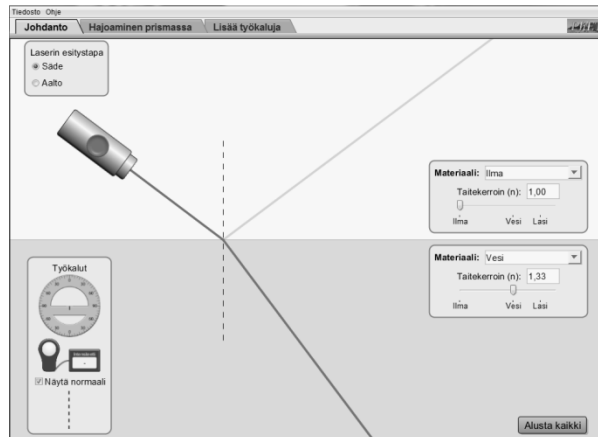 Tiedosto Ohje
Johdanto Hajoaminen prismassa Lisää työkaluja
Laserin esitystapa
Säde
Aalto
Materiaali: Ilma
Taitekerroin (n): 1,00
Ilma Vesi Lasi
Materiaali: Vesi
Taitekerroin (n): 1,33
Ilma Vesi Lasi
Työkalut
Näytä normaali
Alusta kaikki